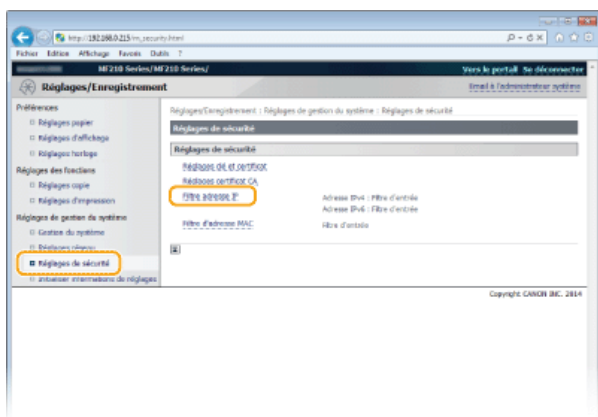 http://192.168.0.215/m_security.html
Fichier Edition Affichage Favoris Outils ?
MF210 Series/MF210 Series/
Vers le portail Se déconnecter
Réglages/Enregistrement
Email à l'administrateur système
Préférences
Réglages papier
Réglages d'affichage
Réglages horloge
Réglages des fonctions
Réglages copie
Réglages d'impression
Réglages de gestion du système
Gestion du système
Réglages réseau
Réglages de sécurité
Initialiser informations de réglages
Réglages/Enregistrement : Réglages de gestion du système : Réglages de sécurité
Réglages de sécurité
Réglages de sécurité
Réglages clé et certificat
Réglages certificat CA
Filtre adresse IP
Adresse IPv4 : Filtre d'entrée
Adresse IPv6 : Filtre d'entrée
Filtre d'adresse MAC
Filtre d'entrée
Copyright CANON INC. 2014